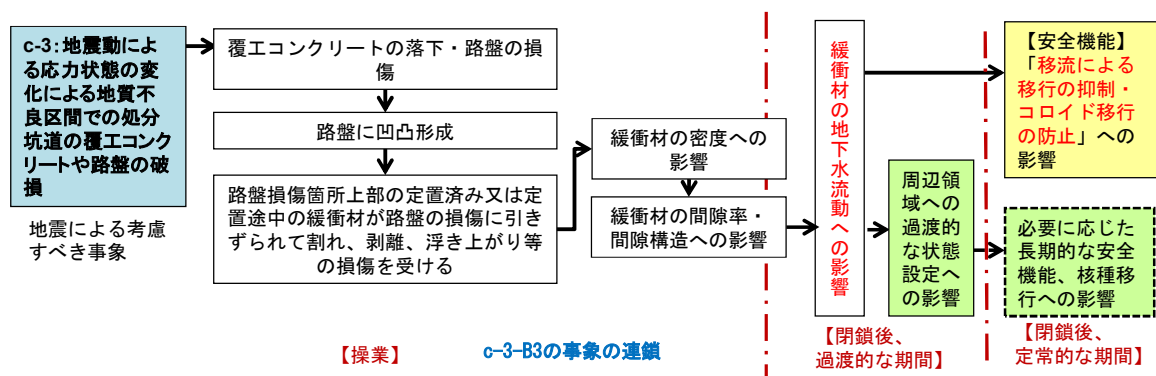 c-3：地震動によ
る応力状態の変
化による地質不
良区間での処分
坑道の覆工コンク
リートや路盤の破
損
地震による考慮
すべき事象
覆工コンクリートの落下・路盤の損
傷
路盤に凹凸形成
路盤損傷箇所上部の定置済み又は定
置途中の緩衝材が路盤の損傷に引き
ずられて割れ、剥離、浮き上がり等
の損傷を受ける
緩衝材の密度への
影響
緩衝材の間隙率・
間隙構造への影響
緩衝材の地下水流動への影響
周辺領
域への
過渡的
な状態
設定へ
の影響
【安全機能】
「移流による
移行の抑制・
コロイド移行
の防止」への
影響
必要に応じた
長期的な安全
機能、核種移
行への影響
【操業】
c-3-B3の事象の連鎖
【閉鎖後、
過渡的な期間】
【閉鎖後、
定常的な期間】